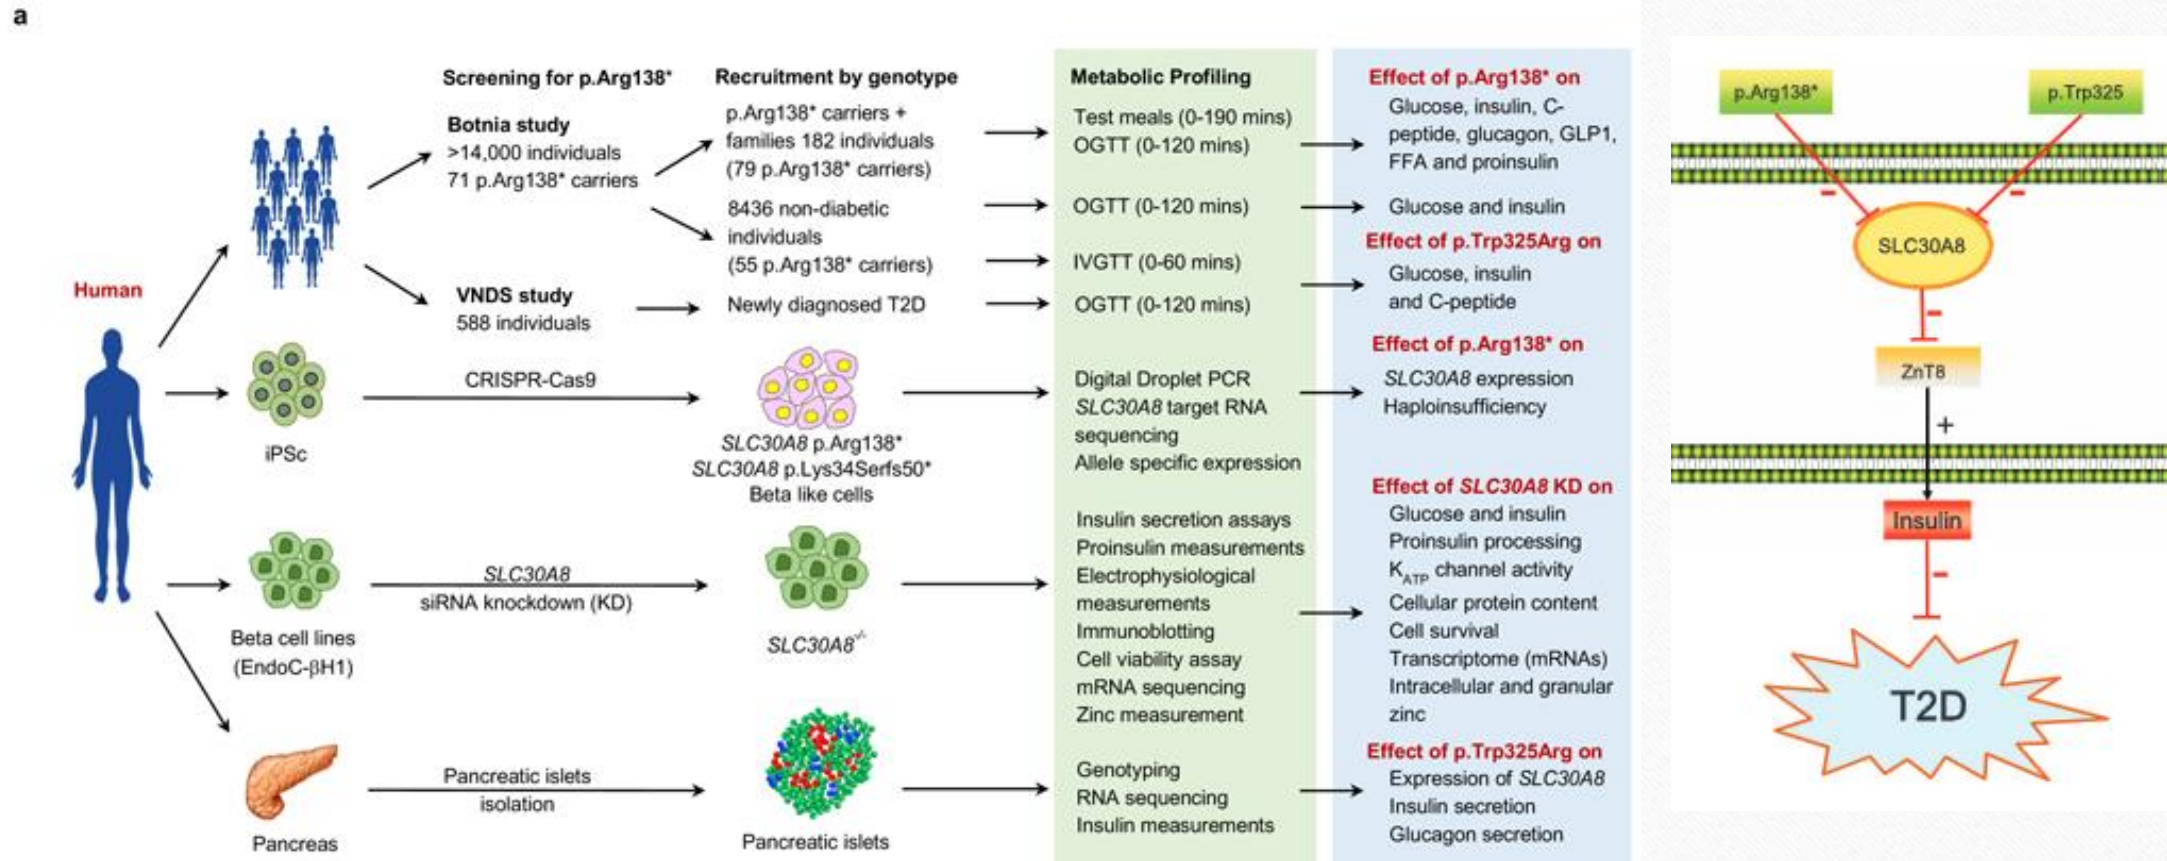 a
Screening for p.Arg138*
Botnia study
>14,000 individuals
71 p.Arg138* carriers
VNDS study
588 individuals
Recruitment by genotype
p.Arg138* carriers +
families 182 individuals
(79 p.Arg138* carriers)
8436 non-diabetic
individuals
(55 p.Arg138* carriers)
Newly diagnosed T2D
Metabolic Profiling
Test meals (0-190 mins)
OGTT (0-120 mins)
OGTT (0-120 mins)
IVGTT (0-60 mins)
OGTT (0-120 mins)
Effect of p.Arg138* on
Glucose, insulin, C-
peptide, glucagon, GLP1,
FFA and proinsulin
Glucose and insulin
Effect of p.Trp325Arg on
Glucose, insulin
and C-peptide
Human
iPSc
CRISPR-Cas9
SLC30A8 p.Arg138*
SLC30A8 p.Lys34Serfs50*
Beta like cells
Digital Droplet PCR
SLC30A8 target RNA
sequencing
Allele specific expression
Effect of p.Arg138* on
SLC30A8 expression
Haploinsufficiency
Beta cell lines
(EndoC-βH1)
SLC30A8
siRNA knockdown (KD)
SLC30A8-/-
Insulin secretion assays
Proinsulin measurements
Electrophysiological
measurements
Immunoblotting
Cell viability assay
mRNA sequencing
Zinc measurement
Effect of SLC30A8 KD on
Glucose and insulin
Proinsulin processing
KATP channel activity
Cellular protein content
Cell survival
Transcriptome (mRNAs)
Intracellular and granular
zinc
Pancreas
Pancreatic islets
isolation
Pancreatic islets
Genotyping
RNA sequencing
Insulin measurements
Effect of p.Trp325Arg on
Expression of SLC30A8
Insulin secretion
Glucagon secretion
p.Arg138*
p.Trp325
-
-
SLC30A8
-
ZnT8
+
Insulin
-
T2D